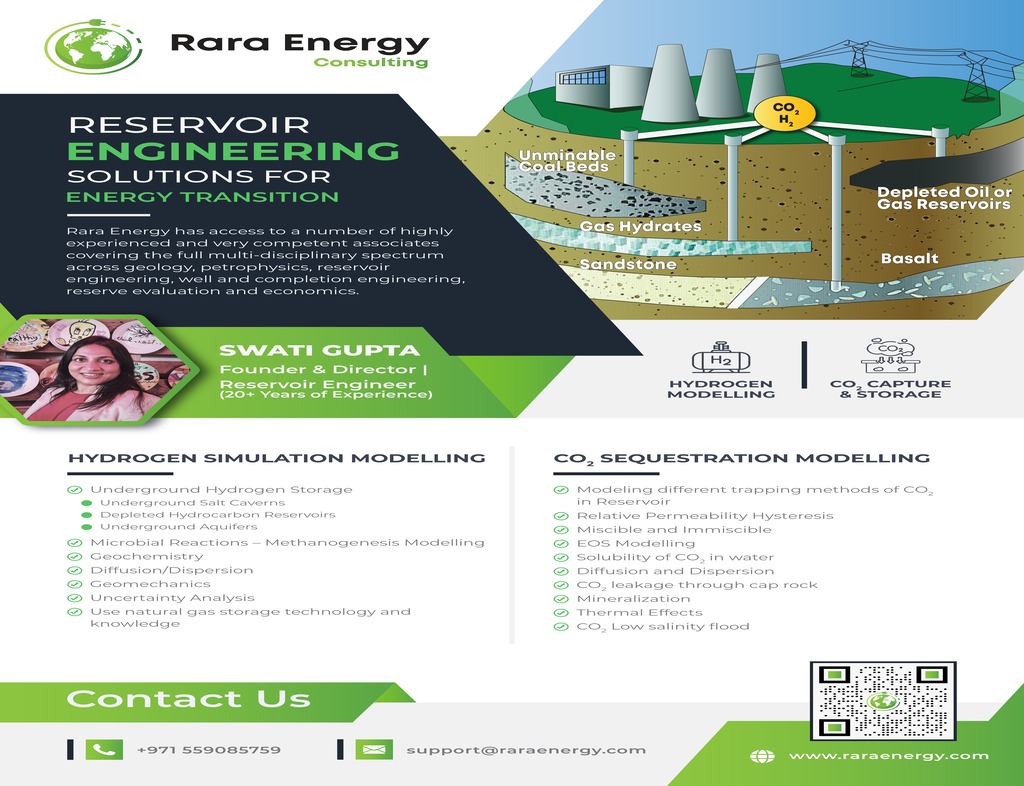 Rara Energy
Consulting
RESERVOIR
ENGINEERING
SOLUTIONS FOR
ENERGY TRANSITION
Rara Energy has access to a number of highly
experienced and very competent associates
covering the full multi-disciplinary spectrum
across geology, petrophysics, reservoir
engineering, well and completion engineering,
reserve evaluation and economics.
CO₂
H₂
Unminable
Coal Beds
Depleted Oil or
Gas Reservoirs
Gas Hydrates
Sandstone
Basalt
SWATI GUPTA
Founder & Director |
Reservoir Engineer
(20+ Years of Experience)
H₂
HYDROGEN
MODELLING
CO₂
CO₂ CAPTURE
& STORAGE
HYDROGEN SIMULATION MODELLING
Underground Hydrogen Storage
Underground Salt Caverns
Depleted Hydrocarbon Reservoirs
Underground Aquifers
Microbial Reactions – Methanogenesis Modelling
Geochemistry
Diffusion/Dispersion
Geomechanics
Uncertainty Analysis
Use natural gas storage technology and
knowledge
CO₂ SEQUESTRATION MODELLING
Modeling different trapping methods of CO₂
in Reservoir
Relative Permeability Hysteresis
Miscible and Immiscible
EOS Modelling
Solubility of CO₂ in water
Diffusion and Dispersion
CO₂ leakage through cap rock
Mineralization
Thermal Effects
CO₂ Low salinity flood
Contact Us
+971 559085759
support@raraenergy.com
www.raraenergy.com